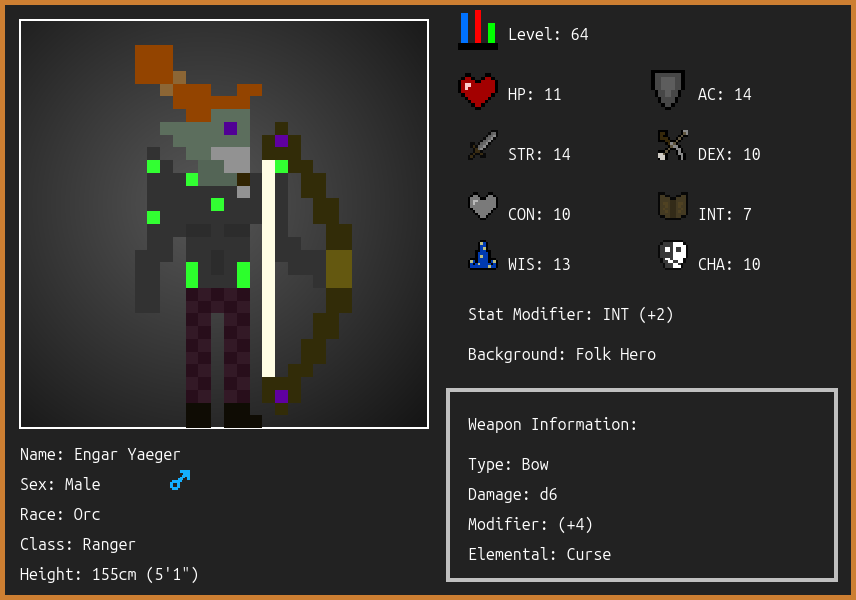 Level: 64
HP: 11
AC: 14
STR: 14
DEX: 10
CON: 10
INT: 7
WIS: 13
CHA: 10
Stat Modifier: INT (+2)
Background: Folk Hero
Weapon Information:
Type: Bow
Damage: d6
Modifier: (+4)
Elemental: Curse
Name: Engar Yaeger
Sex: Male
Race: Orc
Class: Ranger
Height: 155cm (5'1")